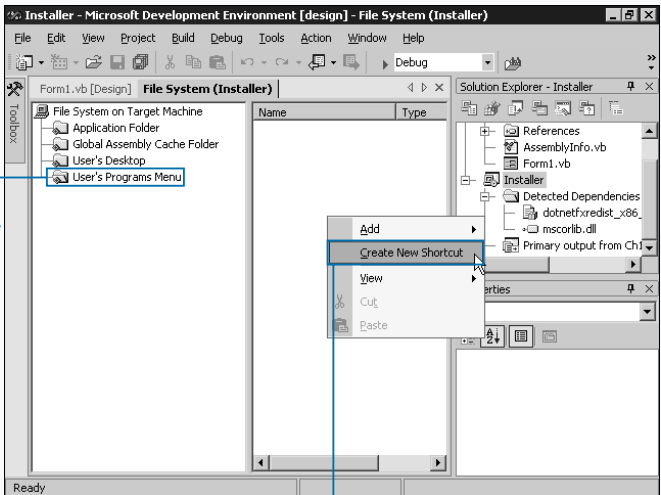 Installer - Microsoft Development Environment [design] - File System (Installer)
File Edit View Project Build Debug Tools Action Window Help
Debug
Form1.vb [Design] File System (Installer)
Solution Explorer - Installer
Toolbox
File System on Target Machine
Application Folder
Global Assembly Cache Folder
User's Desktop
User's Programs Menu
Name Type
References
AssemblyInfo.vb
Form1.vb
Installer
Detected Dependencies
dotnetfxredist_x86_
mscorlib.dll
Primary output from Ch1
Add
Create New Shortcut
View
Cut
Paste
erties
Ready